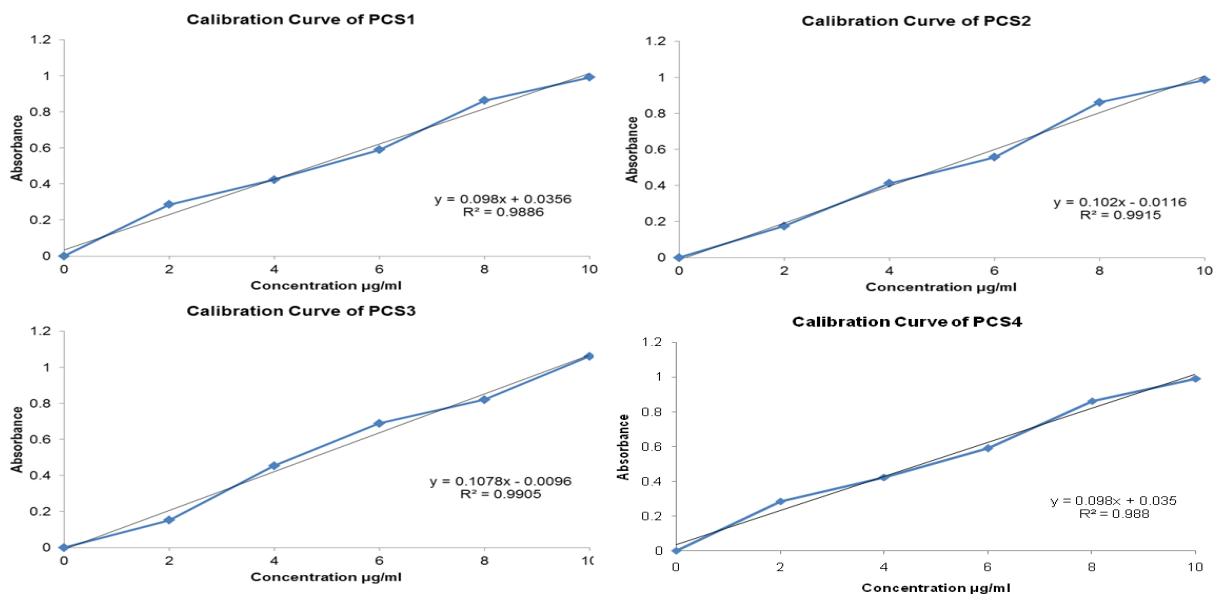 Calibration Curve of PCS1
1.2
1
0.8
0.6
0.4
0.2
0
Absorbance
y = 0.098x + 0.0356
R² = 0.9886
0 2 4 6 8 10
Concentration µg/ml
Calibration Curve of PCS2
1.2
1
0.8
0.6
0.4
0.2
0
Absorbance
y = 0.102x - 0.0116
R² = 0.9915
0 2 4 6 8 10
Concentration µg/ml
Calibration Curve of PCS3
1.2
1
0.8
0.6
0.4
0.2
0
Absorbance
y = 0.1078x - 0.0096
R² = 0.9905
0 2 4 6 8 10
Concentration µg/ml
Calibration Curve of PCS4
1.2
1
0.8
0.6
0.4
0.2
0
Absorbance
y = 0.098x + 0.035
R² = 0.988
0 2 4 6 8 10
Concentration µg/ml